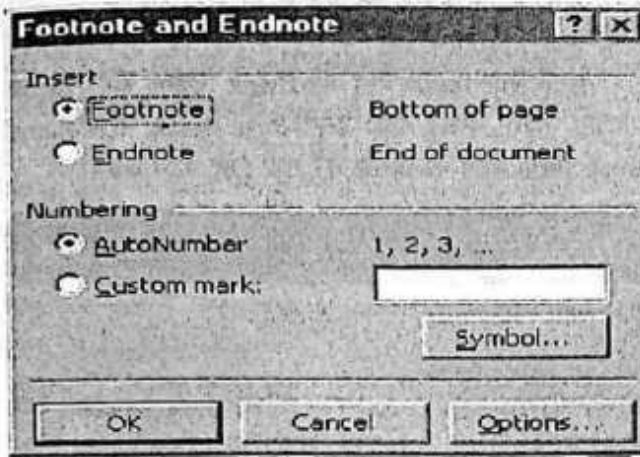 Footnote and Endnote ? X
Insert
Footnote Bottom of page
Endnote End of document
Numbering
AutoNumber 1, 2, 3, ...
Custom mark:
Symbol...
OK Cancel Options...